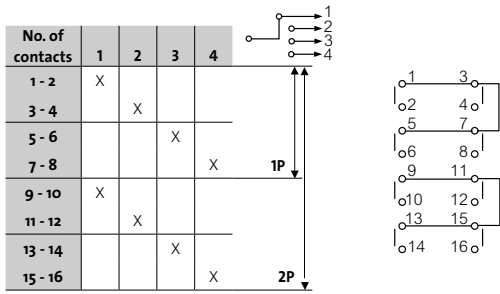 No. of
contacts 1 2 3 4
1 - 2 X
3 - 4 X
5 - 6 X
7 - 8 X 1P
9 - 10 X
11 - 12 X
13 - 14 X
15 - 16 X 2P
1
2
3
4
1 3
2 4
5 7
6 8
9 11
10 12
13 15
14 16